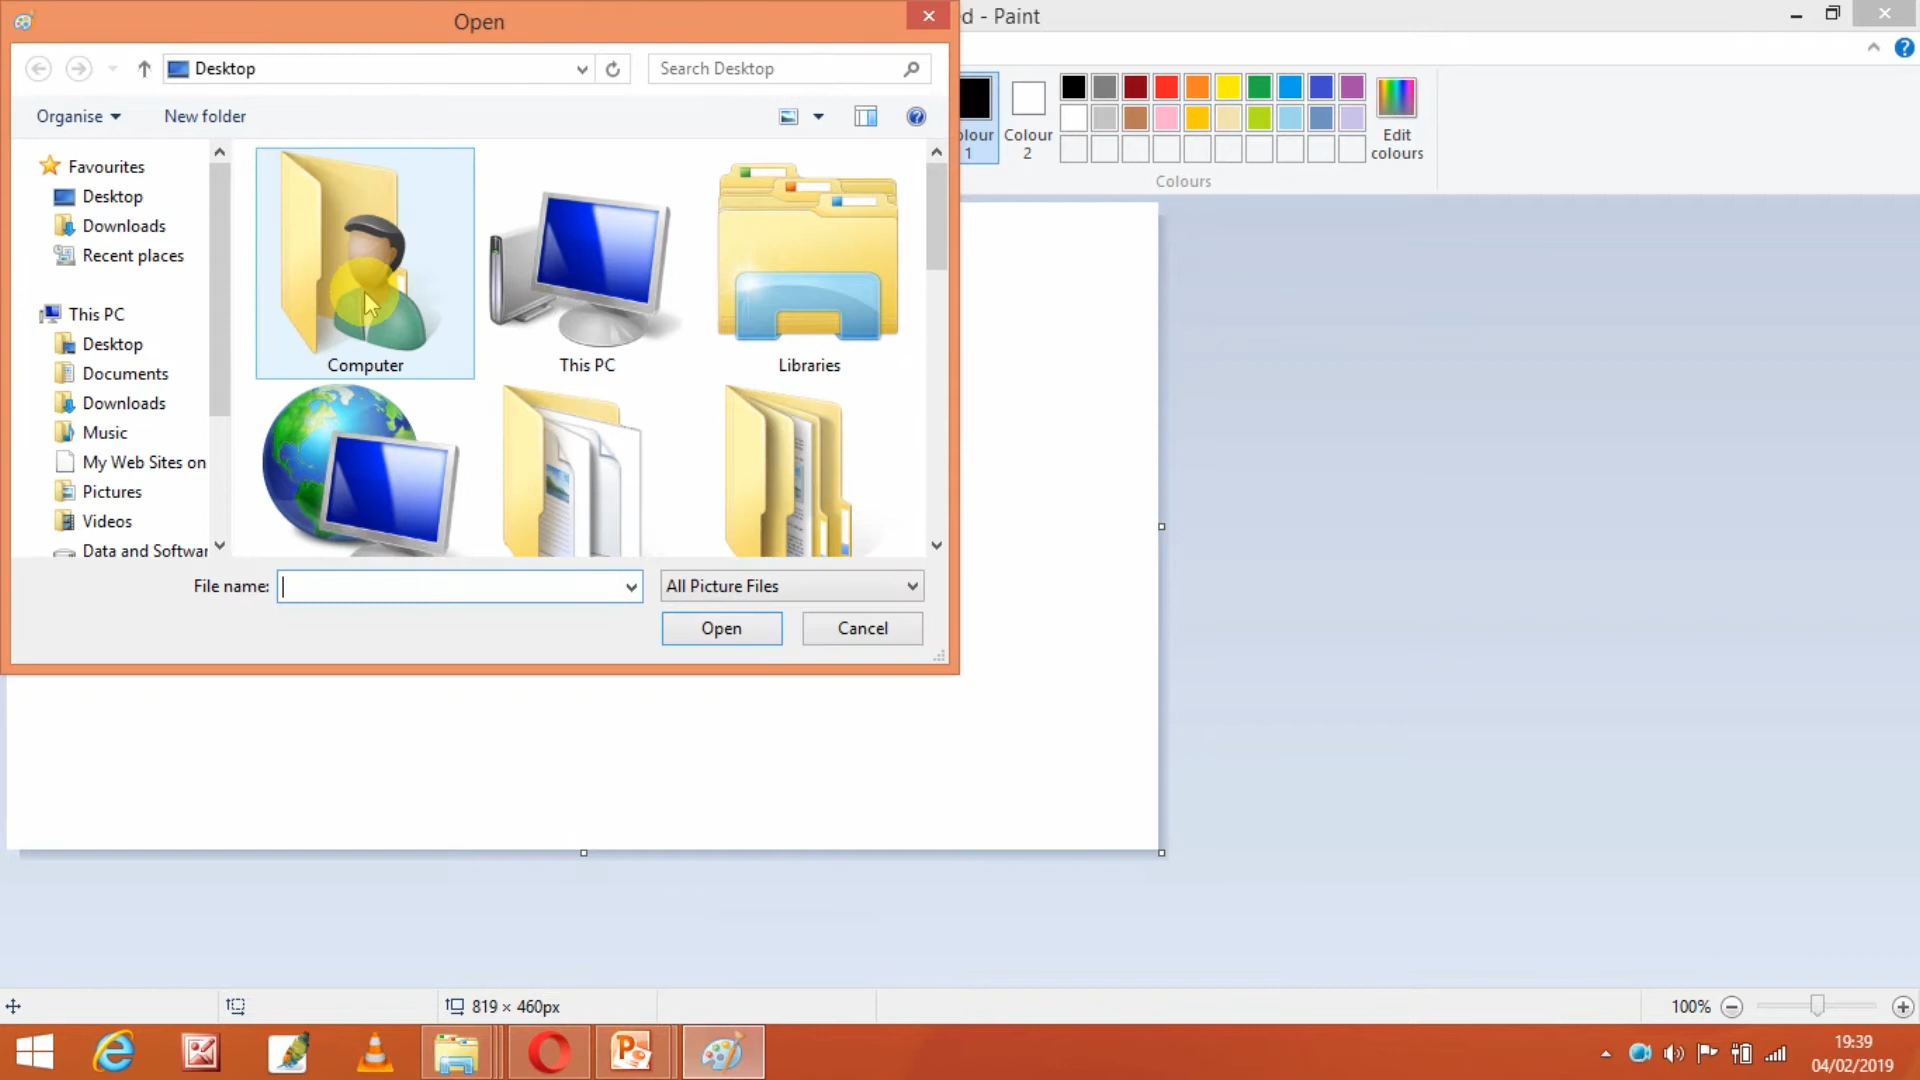 Open
d - Paint
Desktop
Search Desktop
Organise
New folder
Favourites
Desktop
Downloads
Recent places
This PC
Desktop
Documents
Downloads
Music
My Web Sites on
Pictures
Videos
Data and Softwar
Computer
This PC
Libraries
File name:
All Picture Files
Open
Cancel
olour
1
Colour
2
Edit
colours
Colours
819 × 460px
100%
19:39
04/02/2019